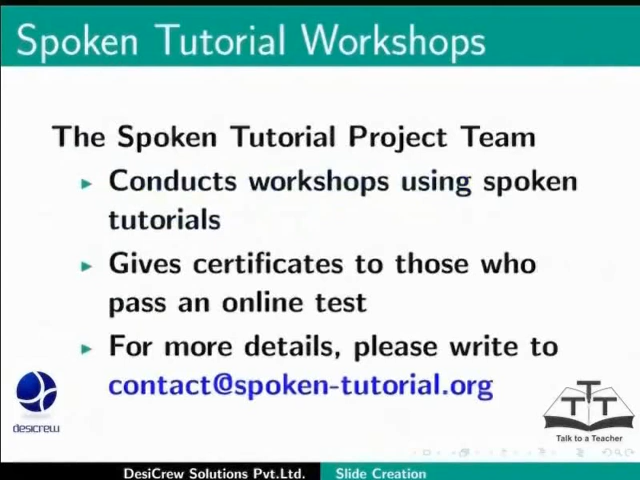 Spoken Tutorial Workshops
The Spoken Tutorial Project Team
Conducts workshops using spoken
tutorials
Gives certificates to those who
pass an online test
For more details, please write to
contact@spoken-tutorial.org
desicrew
TTT
Talk to a Teacher
DesiCrew Solutions Pvt.Ltd. Slide Creation